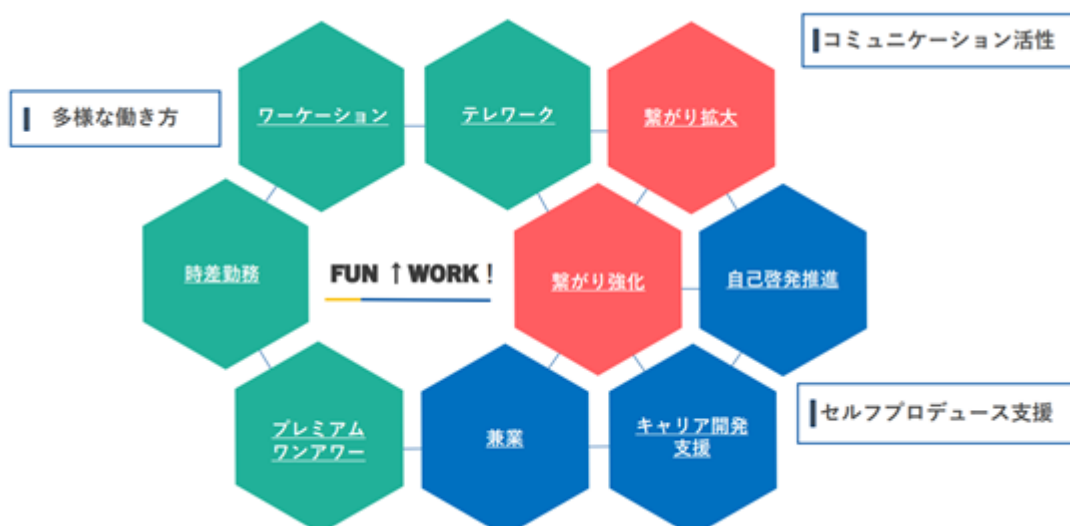 コミュニケーション活性
多様な働き方
ワーケーション
テレワーク
繋がり拡大
時差勤務
FUN ↑WORK!
繋がり強化
自己啓発推進
プレミアム
ワンアワー
兼業
キャリア開発
支援
セルフプロデュース支援